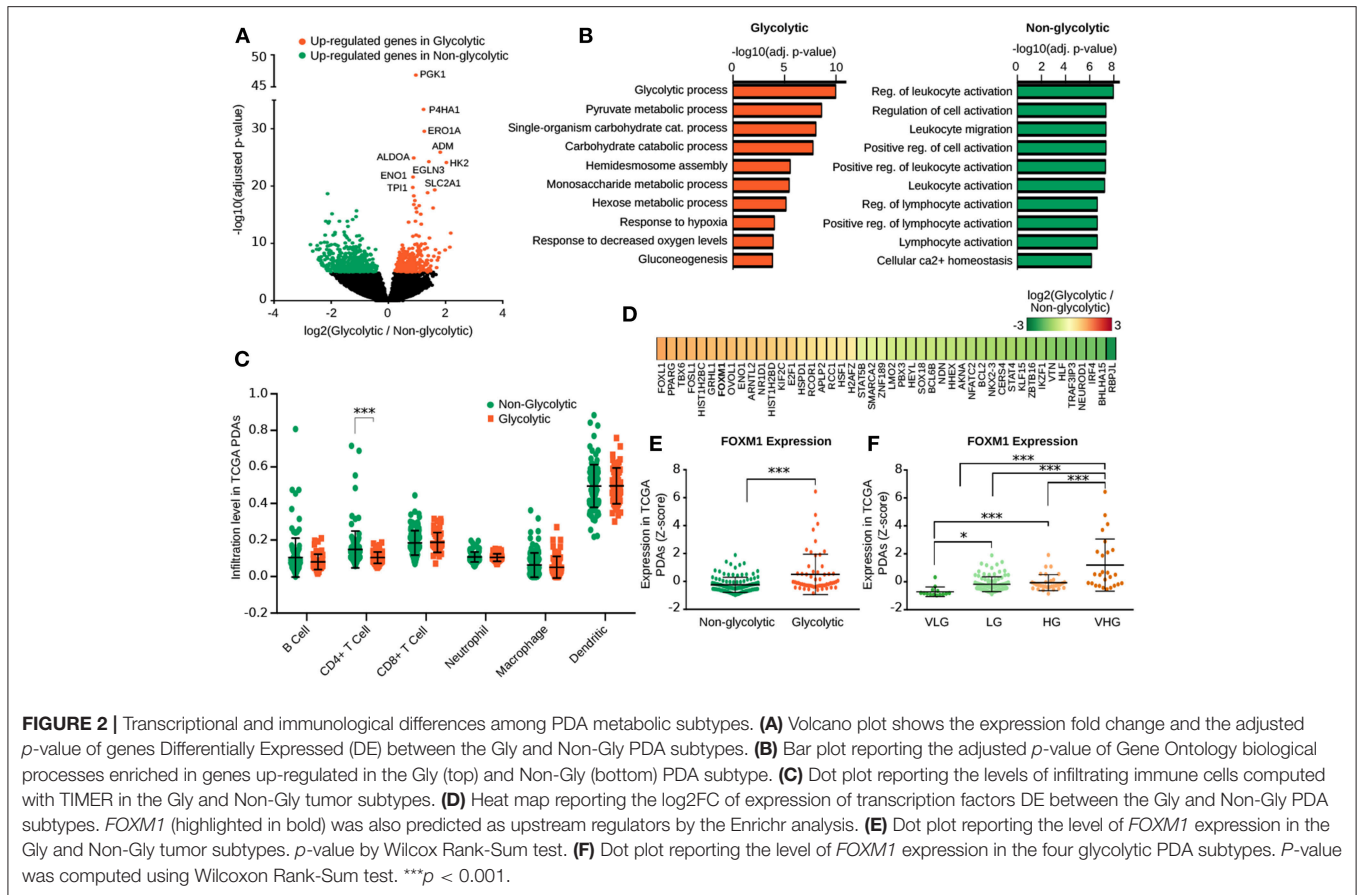 A
Up-regulated genes in Glycolytic
Up-regulated genes in Non-glycolytic
50
45
40
30
20
10
0
-log10(adjusted p-value)
PGK1
P4HA1
ERO1A
ADM
ALDOA
HK2
EGLN3
ENO1
SLC2A1
TPI1
-4 -2 0 2 4
log2(Glycolytic / Non-glycolytic)
B
Glycolytic
-log10(adj. p-value)
0 5 10
Glycolytic process
Pyruvate metabolic process
Single-organism carbohydrate cat. process
Carbohydrate catabolic process
Hemidesmosome assembly
Monosaccharide metabolic process
Hexose metabolic process
Response to hypoxia
Response to decreased oxygen levels
Gluconeogenesis
Non-glycolytic
-log10(adj. p-value)
0 2 4 6 8
Reg. of leukocyte activation
Regulation of cell activation
Leukocyte migration
Positive reg. of cell activation
Positive reg. of leukocyte activation
Leukocyte activation
Reg. of lymphocyte activation
Positive reg. of lymphocyte activation
Lymphocyte activation
Cellular ca2+ homeostasis
C
Non-Glycolytic
Glycolytic
***
Infiltration level in TCGA PDAs
1.0
0.8
0.6
0.4
0.2
0.0
-0.2
B Cell
CD4+ T Cell
CD8+ T Cell
Neutrophil
Macrophage
Dendritic
D
log2(Glycolytic /
Non-glycolytic)
-3 3
FOXL1
PPARG
TBX6
FOSL1
HIST1H2BC
GRHL1
FOXM1
OVOL1
ENO1
ARNTL2
NR1D1
HIST1H2BD
KIF2C
E2F1
HSPD1
RCOR1
APLP2
RCC1
HSF1
H2AFZ
STAT5B
SMARCA2
ZNF189
LMO2
PBX3
HEYL
SOX18
BCL6B
NDN
HHEX
AKNA
NFATC2
BCL2
NKX2-3
CERS4
STAT4
KLF15
ZBTB16
IKZF1
VTN
HLF
TRAF3IP3
NEUROD1
IRF4
BHLHA15
RBPJL
E
FOXM1 Expression
***
Expression in TCGA
PDAs (Z-score)
8
6
4
2
0
-2
Non-glycolytic Glycolytic
F
FOXM1 Expression
***
***
***
***
*
Expression in TCGA
PDAs (Z-score)
8
6
4
2
0
-2
VLG LG HG VHG
FIGURE 2 | Transcriptional and immunological differences among PDA metabolic subtypes. (A) Volcano plot shows the expression fold change and the adjusted
p-value of genes Differentially Expressed (DE) between the Gly and Non-Gly PDA subtypes. (B) Bar plot reporting the adjusted p-value of Gene Ontology biological
processes enriched in genes up-regulated in the Gly (top) and Non-Gly (bottom) PDA subtype. (C) Dot plot reporting the levels of infiltrating immune cells computed
with TIMER in the Gly and Non-Gly tumor subtypes. (D) Heat map reporting the log2FC of expression of transcription factors DE between the Gly and Non-Gly PDA
subtypes. FOXM1 (highlighted in bold) was also predicted as upstream regulators by the Enrichr analysis. (E) Dot plot reporting the level of FOXM1 expression in the
Gly and Non-Gly tumor subtypes. p-value by Wilcox Rank-Sum test. (F) Dot plot reporting the level of FOXM1 expression in the four glycolytic PDA subtypes. P-value
was computed using Wilcoxon Rank-Sum test. ***p < 0.001.